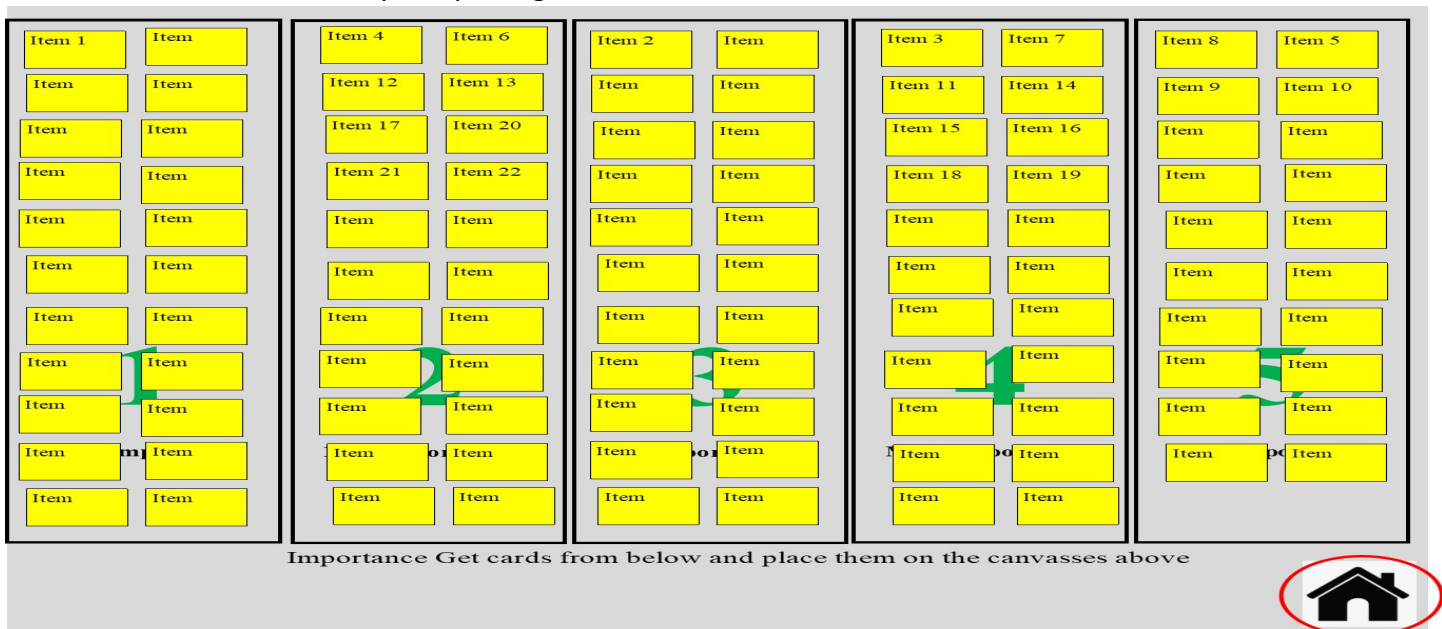 Item 1 Item Item 4 Item 6 Item 2 Item Item 3 Item 7 Item 8 Item 5
Item Item Item 12 Item 13 Item Item Item 11 Item 14 Item 9 Item 10
Item Item Item 17 Item 20 Item Item Item 15 Item 16 Item Item
Item Item Item 21 Item 22 Item Item Item 18 Item 19 Item Item
Item Item Item Item Item Item Item Item Item Item
Item Item Item Item Item Item Item Item Item Item
Item Item Item Item Item Item Item Item Item Item
Item Item Item Item Item Item Item Item Item Item
1 2 3 4 5
Item Item Item Item Item Item Item Item Item Item
Item Item Item Item Item Item Item Item Item Item
Item Item Item Item Item Item Item Item
Importance Get cards from below and place them on the canvasses above